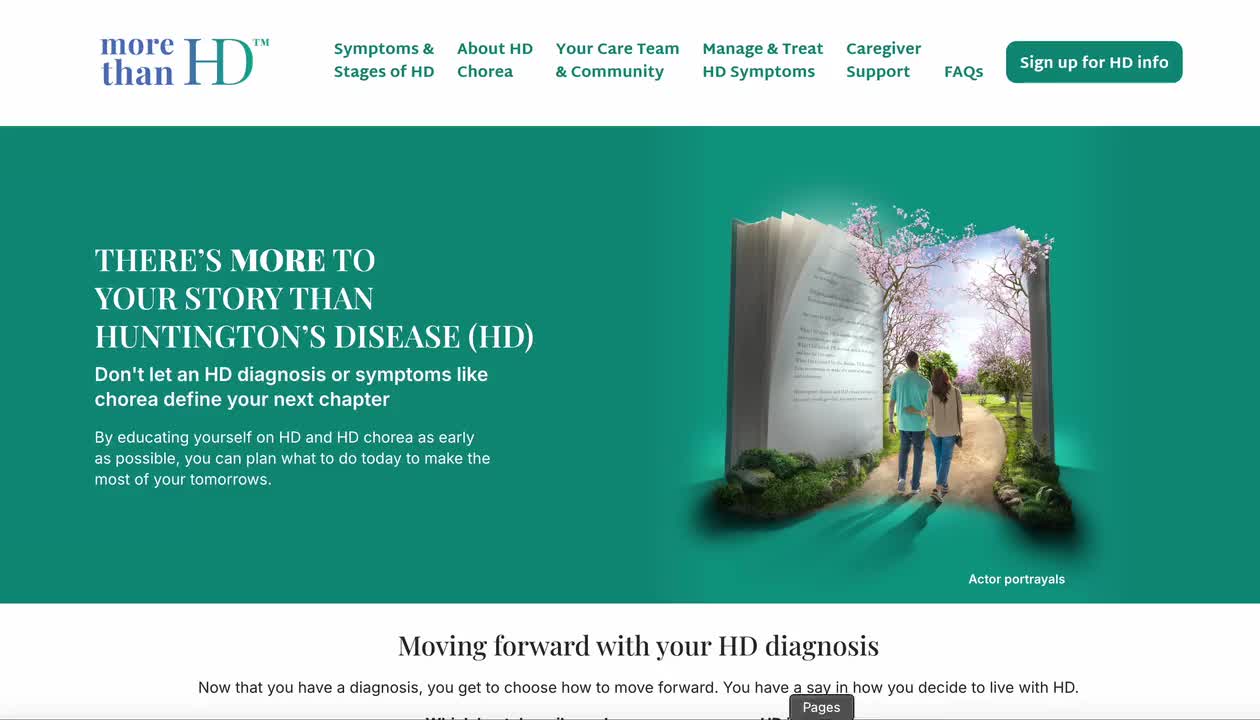 more
than HD™
Symptoms &
Stages of HD
About HD
Chorea
Your Care Team
& Community
Manage & Treat
HD Symptoms
Caregiver
Support
FAQs
Sign up for HD info
THERE’S MORE TO
YOUR STORY THAN
HUNTINGTON’S DISEASE (HD)
Don't let an HD diagnosis or symptoms like
chorea define your next chapter
By educating yourself on HD and HD chorea as early
as possible, you can plan what to do today to make the
most of your tomorrows.
Actor portrayals
Moving forward with your HD diagnosis
Now that you have a diagnosis, you get to choose how to move forward. You have a say in how you decide to live with HD.
Pages